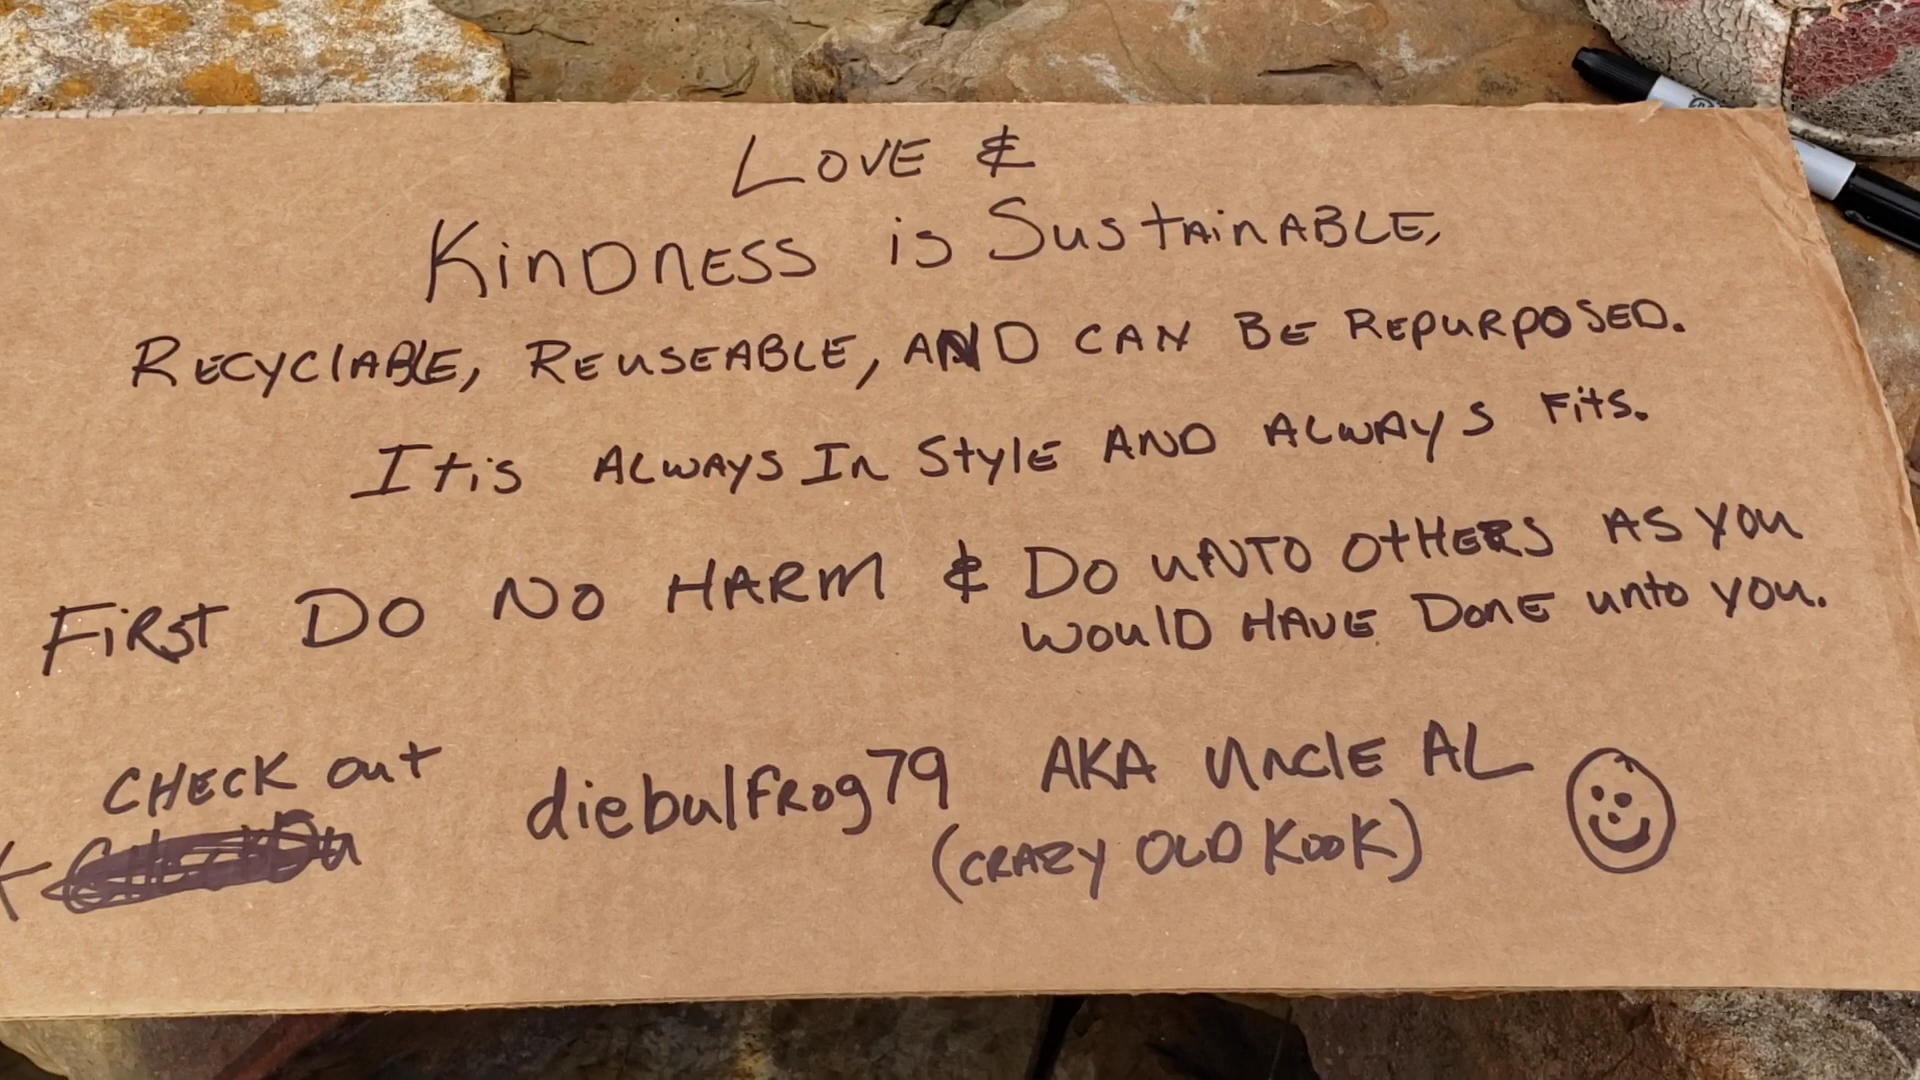 LOVE &
KINDNESS is SUSTAINABLE,
RECYCLABLE, REUSEABLE, AND CAN BE REPURPOSED.
It is ALWAYS In StylE AND ALWAYS Fits.
FIRST DO NO HARM & DO UNTO OTHERS AS YOU
WOULD HAVE DONE unto you.
CHECK out diebulfrog79 AKA UNCLE AL
(CRAZY OLD KOOK)